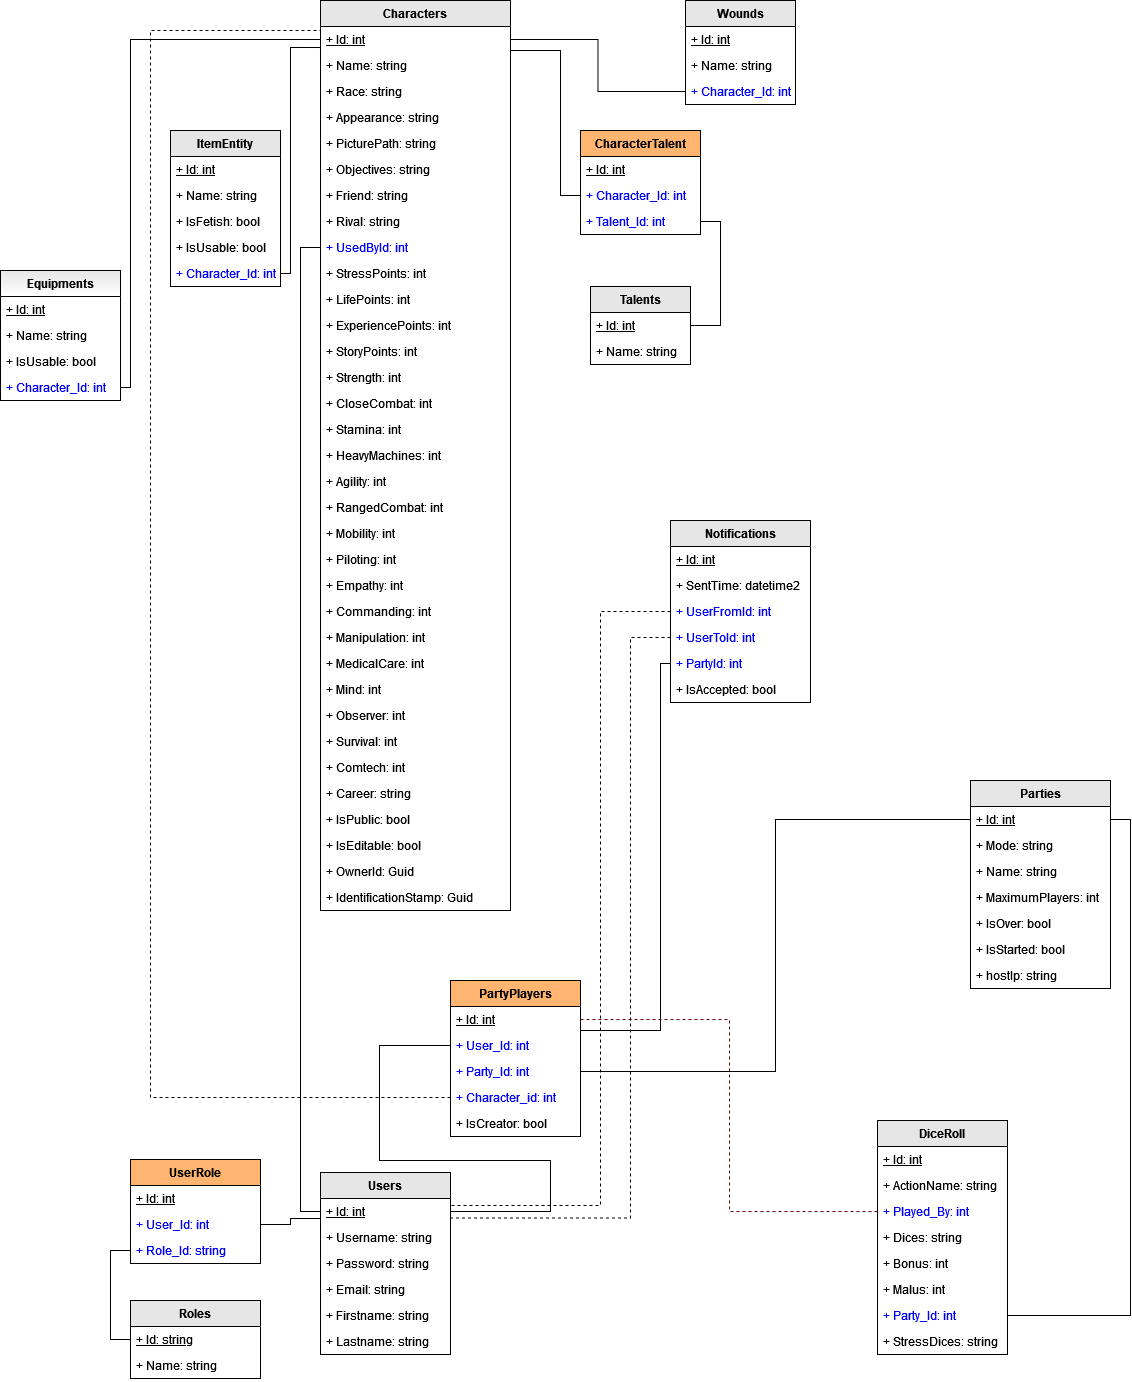 Characters
+ Id: int
+ Name: string
+ Race: string
+ Appearance: string
+ PicturePath: string
+ Objectives: string
+ Friend: string
+ Rival: string
+ UsedById: int
+ StressPoints: int
+ LifePoints: int
+ ExperiencePoints: int
+ StoryPoints: int
+ Strength: int
+ CloseCombat: int
+ Stamina: int
+ HeavyMachines: int
+ Agility: int
+ RangedCombat: int
+ Mobility: int
+ Piloting: int
+ Empathy: int
+ Commanding: int
+ Manipulation: int
+ MedicalCare: int
+ Mind: int
+ Observer: int
+ Survival: int
+ Comtech: int
+ Career: string
+ IsPublic: bool
+ IsEditable: bool
+ OwnerId: Guid
+ IdentificationStamp: Guid
Wounds
+ Id: int
+ Name: string
+ Character_Id: int
ItemEntity
+ Id: int
+ Name: string
+ IsFetish: bool
+ IsUsable: bool
+ Character_Id: int
CharacterTalent
+ Id: int
+ Character_Id: int
+ Talent_Id: int
Equipments
+ Id: int
+ Name: string
+ IsUsable: bool
+ Character_Id: int
Talents
+ Id: int
+ Name: string
Notifications
+ Id: int
+ SentTime: datetime2
+ UserFromId: int
+ UserToId: int
+ PartyId: int
+ IsAccepted: bool
Parties
+ Id: int
+ Mode: string
+ Name: string
+ MaximumPlayers: int
+ IsOver: bool
+ IsStarted: bool
+ hostIp: string
PartyPlayers
+ Id: int
+ User_Id: int
+ Party_Id: int
+ Character_id: int
+ IsCreator: bool
DiceRoll
+ Id: int
+ ActionName: string
+ Played_By: int
+ Dices: string
+ Bonus: int
+ Malus: int
+ Party_Id: int
+ StressDices: string
UserRole
+ Id: int
+ User_Id: int
+ Role_Id: string
Users
+ Id: int
+ Username: string
+ Password: string
+ Email: string
+ Firstname: string
+ Lastname: string
Roles
+ Id: string
+ Name: string